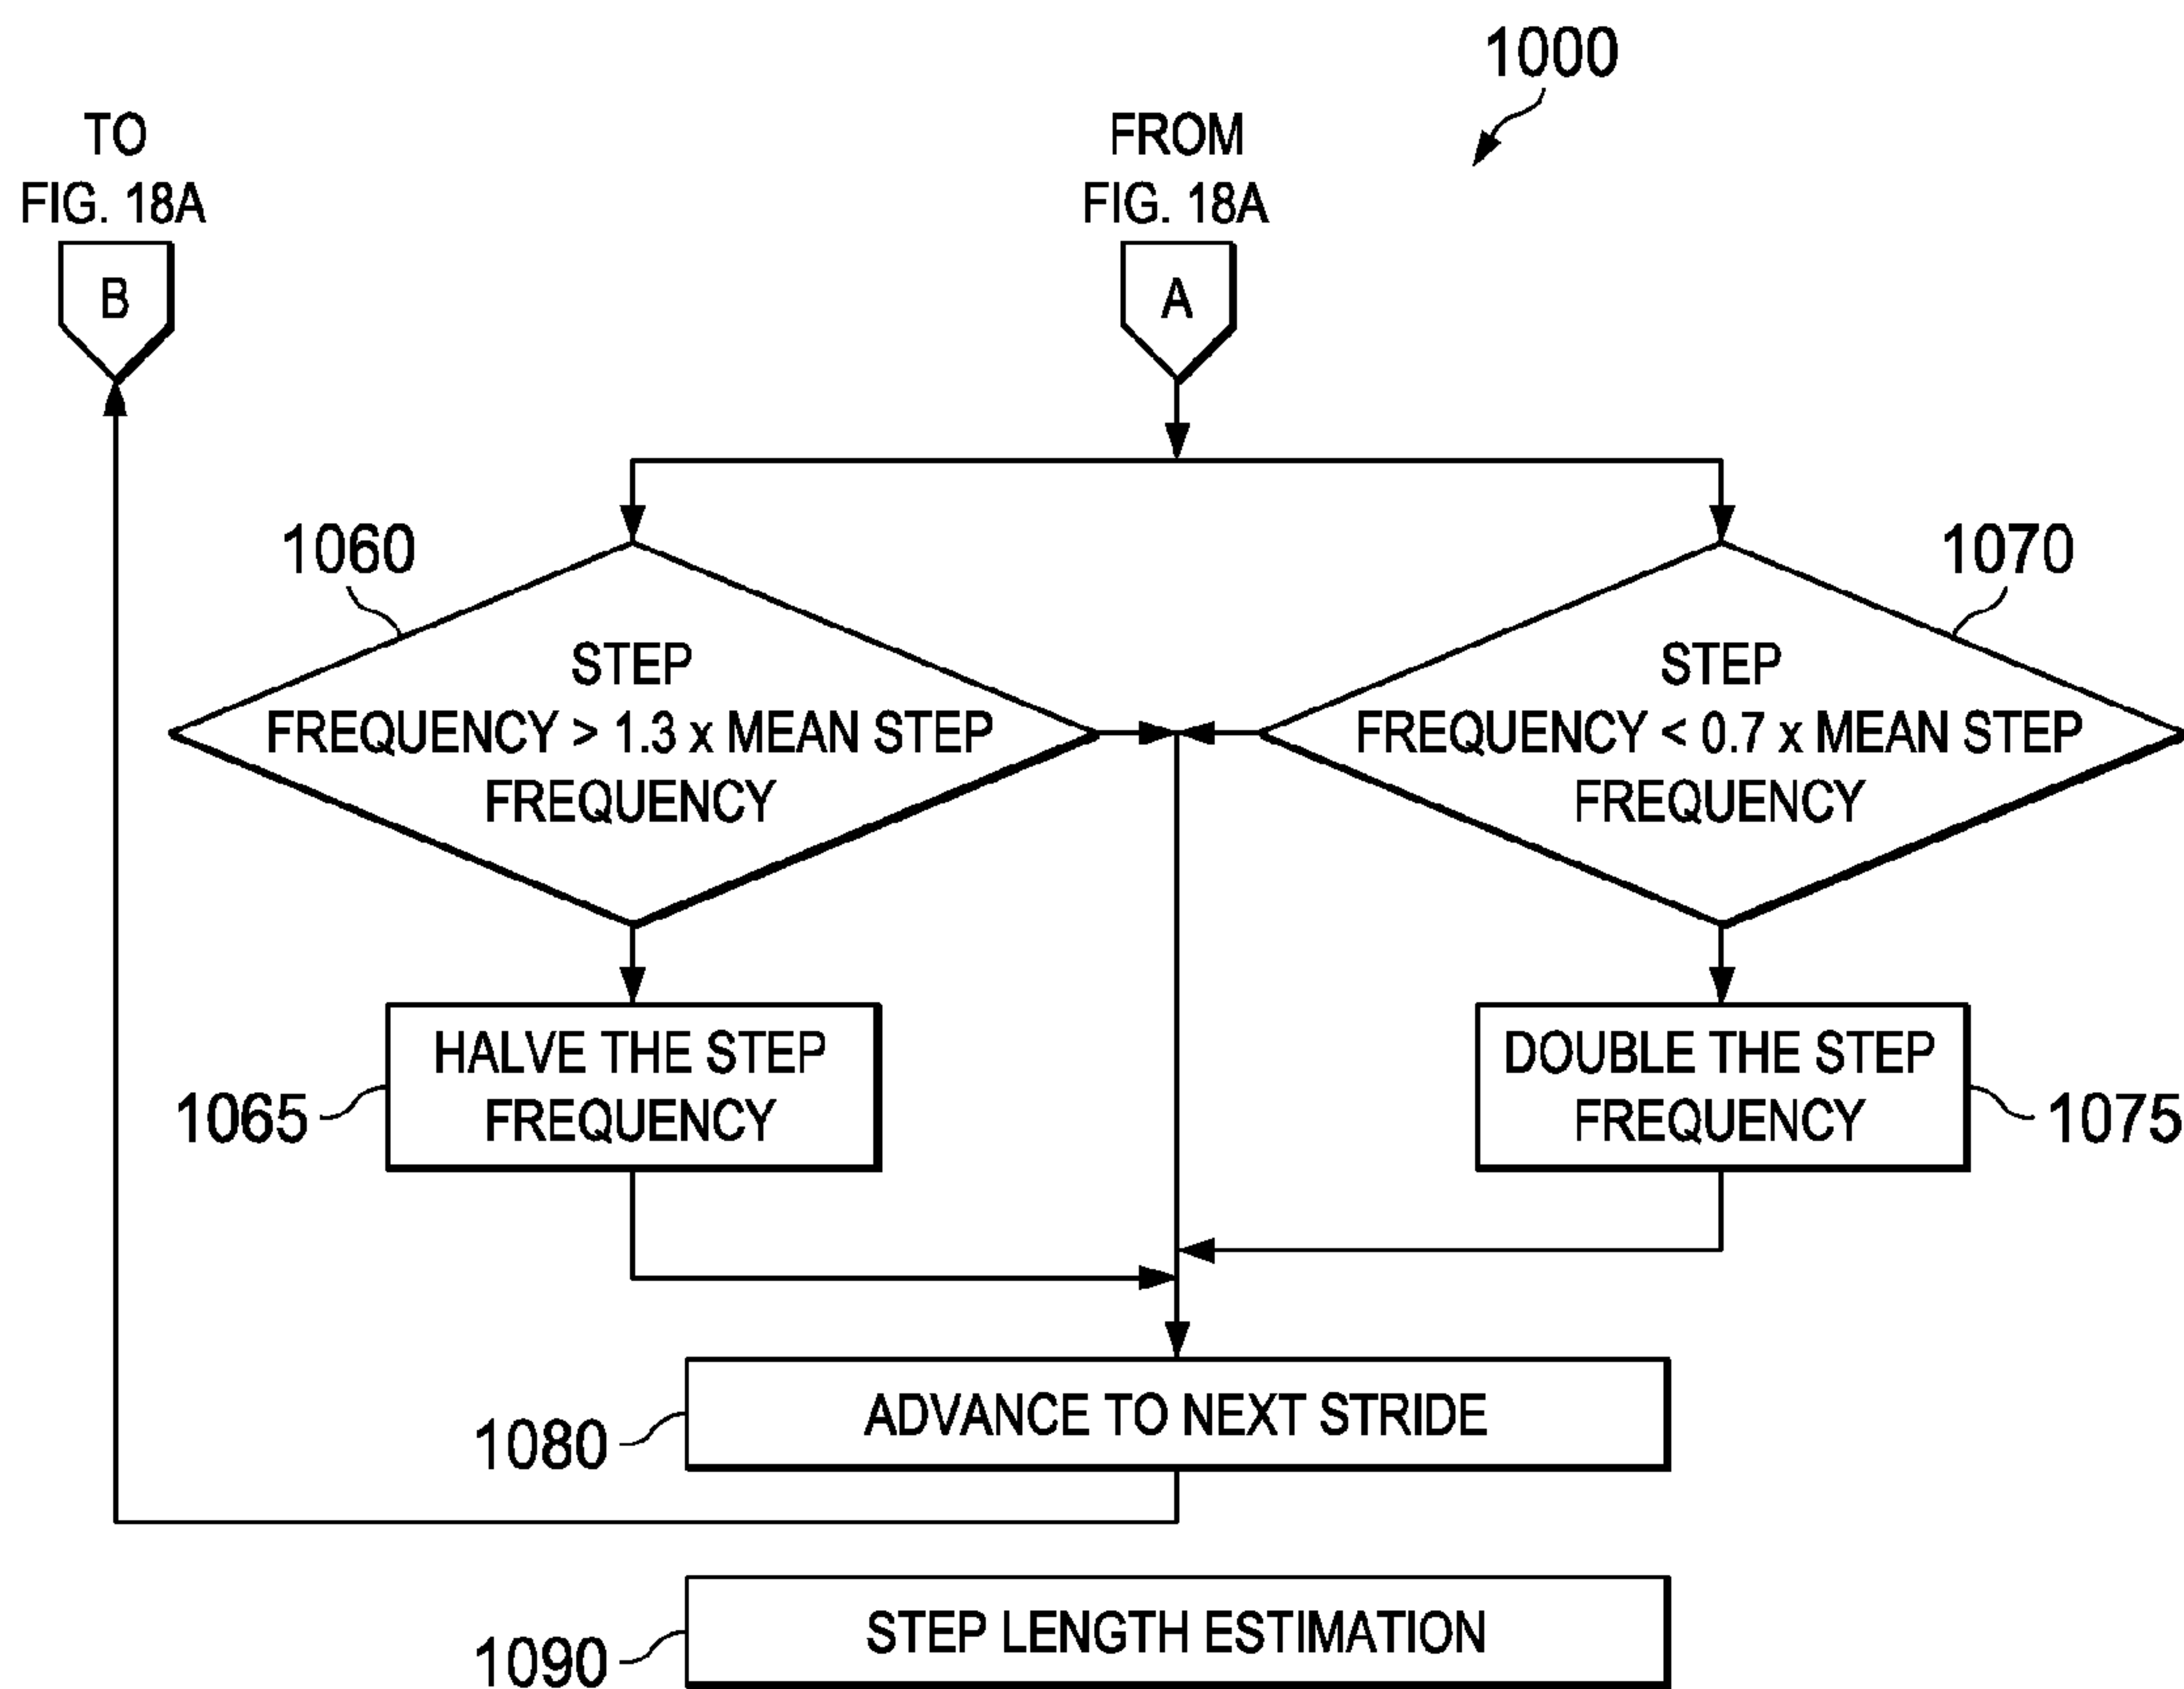 1000
TO
FIG. 18A
B
FROM
FIG. 18A
A
1060
STEP
FREQUENCY > 1.3 x MEAN STEP
FREQUENCY
1070
STEP
FREQUENCY < 0.7 x MEAN STEP
FREQUENCY
1065
HALVE THE STEP
FREQUENCY
DOUBLE THE STEP
FREQUENCY
1075
1080
ADVANCE TO NEXT STRIDE
1090
STEP LENGTH ESTIMATION